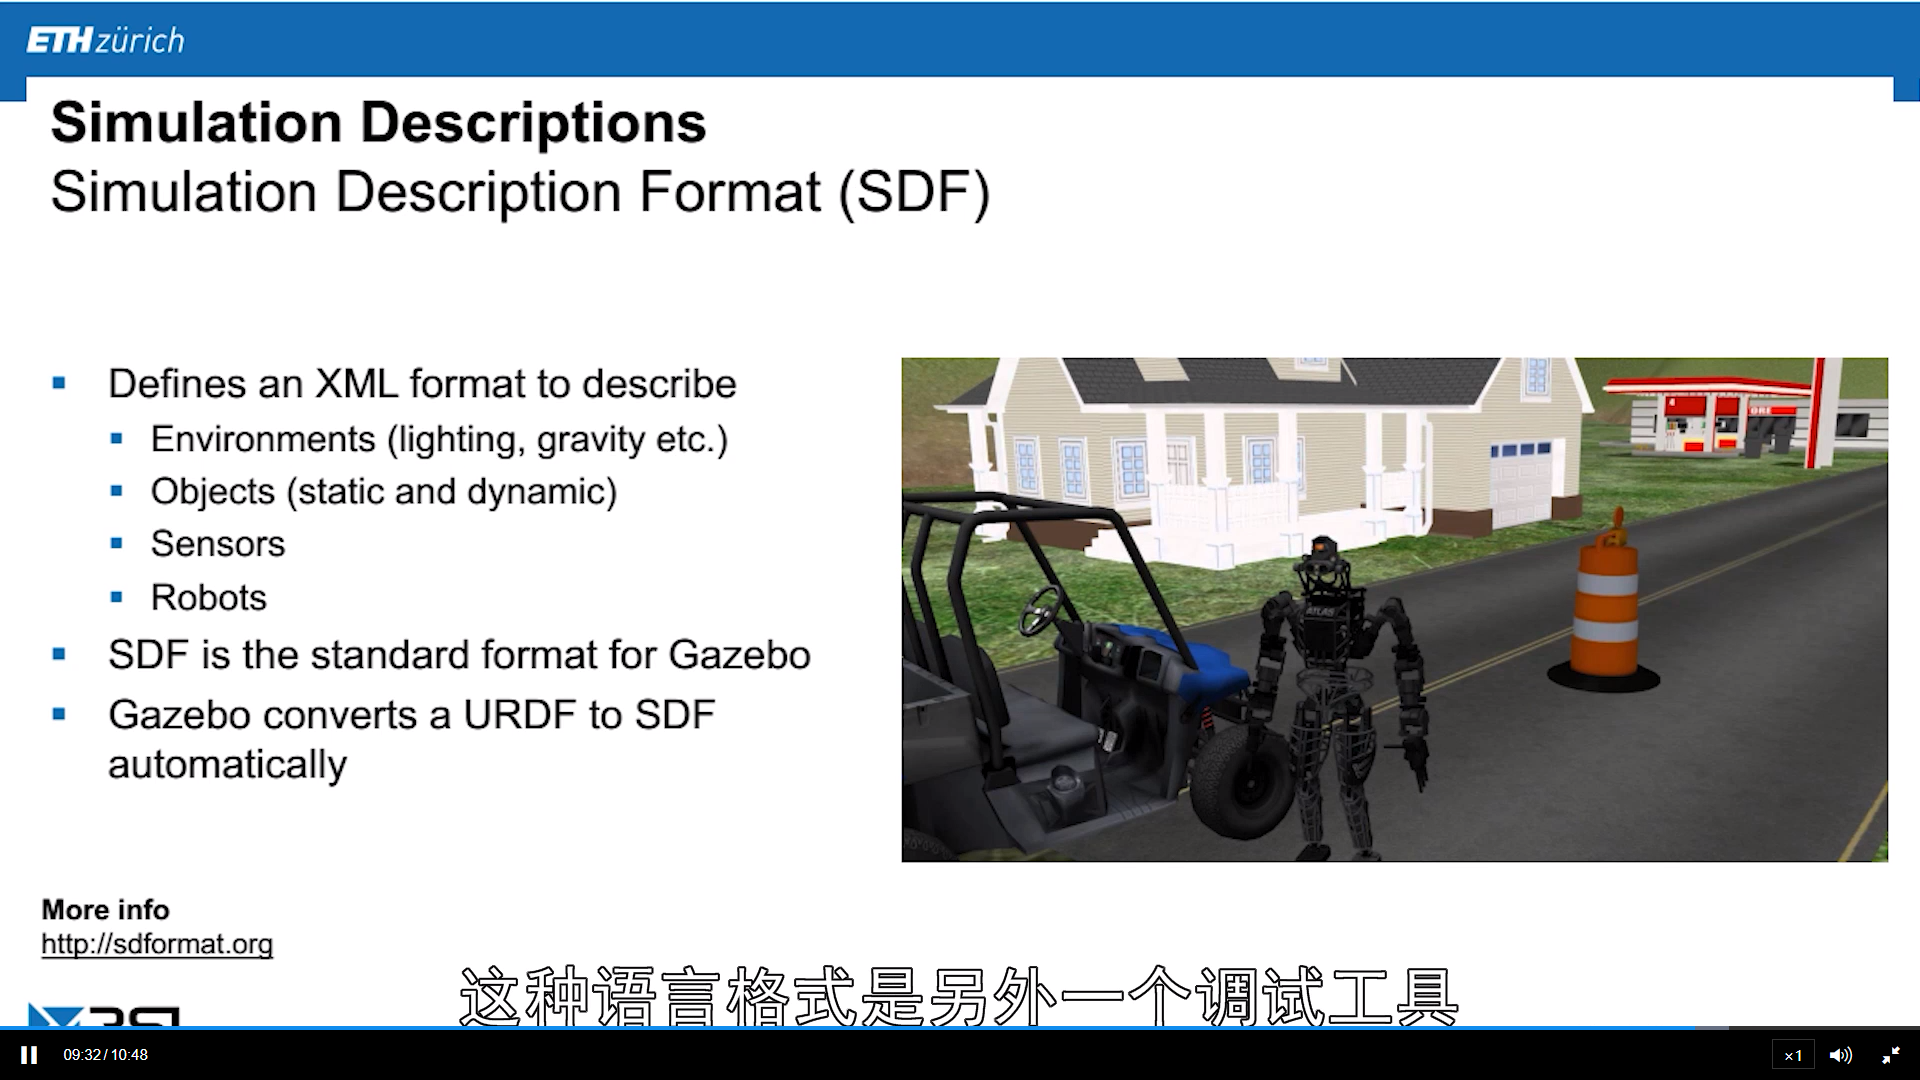 ETH zürich
Simulation Descriptions
Simulation Description Format (SDF)
▪ Defines an XML format to describe
▪ Environments (lighting, gravity etc.)
▪ Objects (static and dynamic)
▪ Sensors
▪ Robots
▪ SDF is the standard format for Gazebo
▪ Gazebo converts a URDF to SDF
automatically
ATLAS
More info
http://sdformat.org
这种语言格式是另外一个调试工具
09:32/10:48
×1